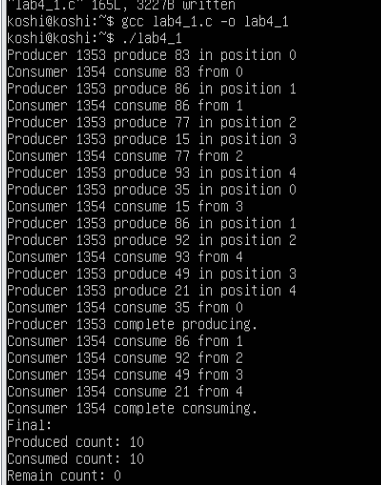 "lab4_1.c" 165L, 3227B written
koshi@koshi:~$ gcc lab4_1.c -o lab4_1
koshi@koshi:~$ ./lab4_1
Producer 1353 produce 83 in position 0
Consumer 1354 consume 83 from 0
Producer 1353 produce 86 in position 1
Consumer 1354 consume 86 from 1
Producer 1353 produce 77 in position 2
Producer 1353 produce 15 in position 3
Consumer 1354 consume 77 from 2
Producer 1353 produce 93 in position 4
Producer 1353 produce 35 in position 0
Consumer 1354 consume 15 from 3
Producer 1353 produce 86 in position 1
Producer 1353 produce 92 in position 2
Consumer 1354 consume 93 from 4
Producer 1353 produce 49 in position 3
Producer 1353 produce 21 in position 4
Consumer 1354 consume 35 from 0
Producer 1353 complete producing.
Consumer 1354 consume 86 from 1
Consumer 1354 consume 92 from 2
Consumer 1354 consume 49 from 3
Consumer 1354 consume 21 from 4
Consumer 1354 complete consuming.
Final:
Produced count: 10
Consumed count: 10
Remain count: 0